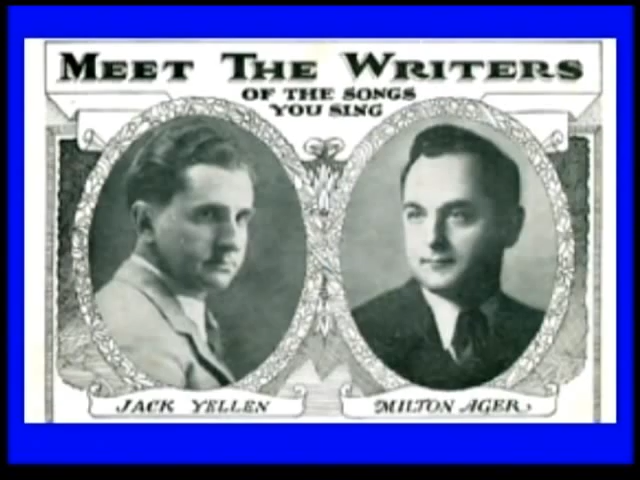 MEET THE WRITERS
OF THE SONGS
YOU SING
JACK YELLEN
MILTON AGER